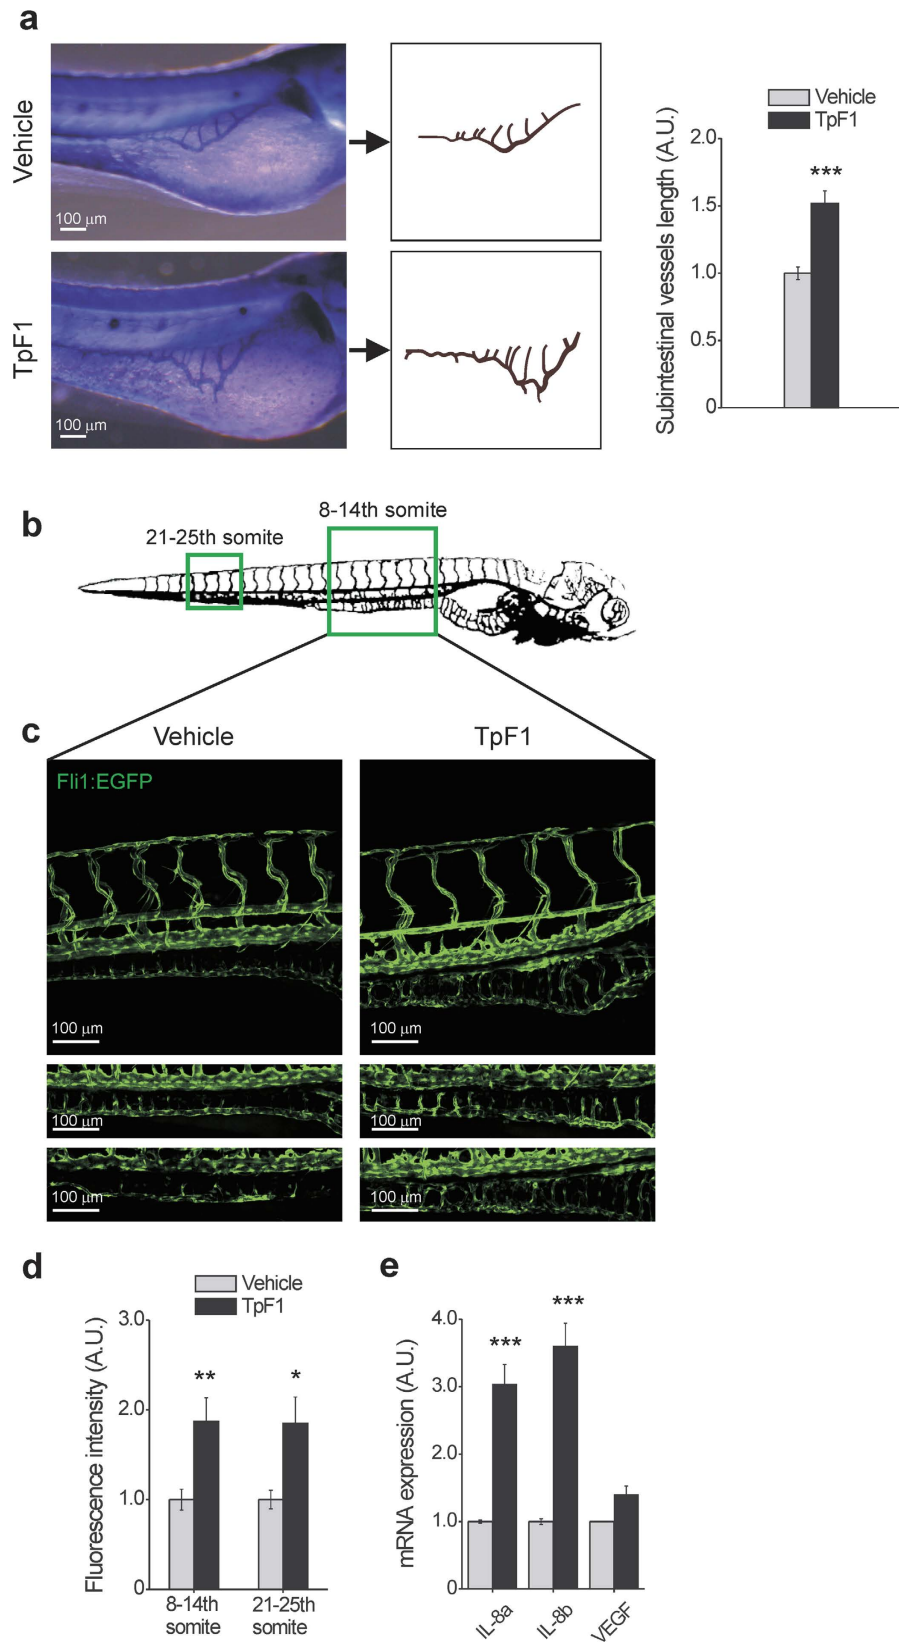 a
Vehicle
100 μm
TpF1
100 μm
Vehicle
TpF1
Subintestinal vessels length (A.U.)
2.0
***
1.5
1.0
0.5
0
b
8-14th somite
21-25th somite
c
Vehicle
TpF1
Fli1:EGFP
100 μm
100 μm
100 μm
100 μm
100 μm
100 μm
d
Vehicle
TpF1
Fluorescence intensity (A.U.)
3.0
2.0
1.0
0
**
*
8-14th
somite
21-25th
somite
e
mRNA expression (A.U.)
4.0
3.0
2.0
1.0
0
***
***
IL-8a
IL-8b
VEGF